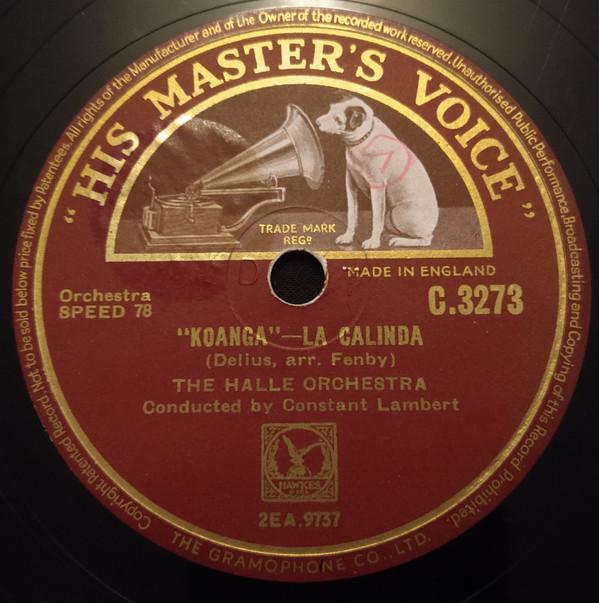 Copyright Patented Record Not to be sold below price fixed by Patentees. All rights of the Manufacturer and of the Owner of the recorded work reserved. Unauthorised Public Performance, Broadcasting and Copying of this Record Prohibited.
"HIS MASTER'S VOICE"
TRADE MARK
REGD
MADE IN ENGLAND
Orchestra
SPEED 78
C.3273
"KOANGA"—LA CALINDA
(Delius, arr. Fenby)
THE HALLE ORCHESTRA
Conducted by Constant Lambert
HAWKES
2EA.9737
THE GRAMOPHONE CO., LTD.